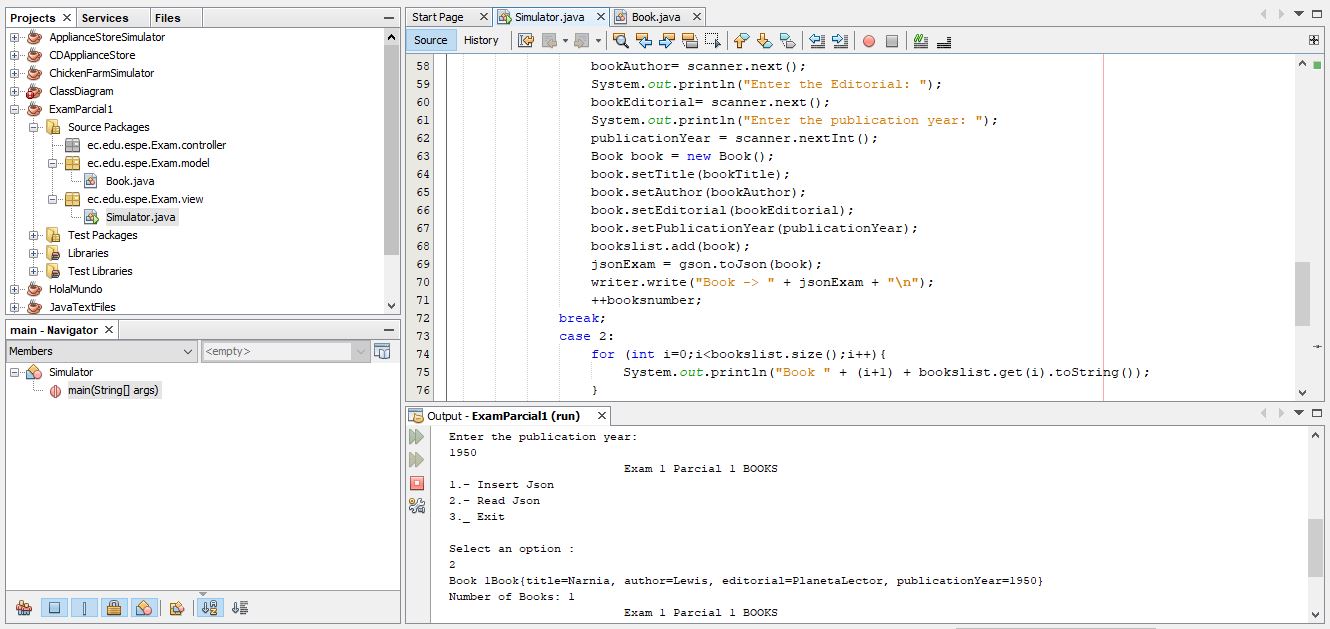 Projects Services Files
ApplianceStoreSimulator
CDApplianceStore
ChickenFarmSimulator
ClassDiagram
ExamParcial1
Source Packages
ec.edu.espe.Exam.controller
ec.edu.espe.Exam.model
Book.java
ec.edu.espe.Exam.view
Simulator.java
Test Packages
Libraries
Test Libraries
HolaMundo
JavaTextFiles
main - Navigator
Members <empty>
Simulator
main(String[] args)
Start Page Simulator.java Book.java
Source History
58 bookAuthor= scanner.next();
59 System.out.println("Enter the Editorial: ");
60 bookEditorial= scanner.next();
61 System.out.println("Enter the publication year: ");
62 publicationYear = scanner.nextInt();
63 Book book = new Book();
64 book.setTitle(bookTitle);
65 book.setAuthor(bookAuthor);
66 book.setEditorial(bookEditorial);
67 book.setPublicationYear(publicationYear);
68 bookslist.add(book);
69 jsonExam = gson.toJson(book);
70 writer.write("Book -> " + jsonExam + "\n");
71 ++booksnumber;
72 break;
73 case 2:
74 for (int i=0;i<bookslist.size();i++){
75 System.out.println("Book " + (i+1) + bookslist.get(i).toString());
76 }
Output - ExamParcial1 (run)
Enter the publication year:
1950
Exam 1 Parcial 1 BOOKS
1.- Insert Json
2.- Read Json
3._ Exit
Select an option :
2
Book 1Book{title=Narnia, author=Lewis, editorial=PlanetaLector, publicationYear=1950}
Number of Books: 1
Exam 1 Parcial 1 BOOKS